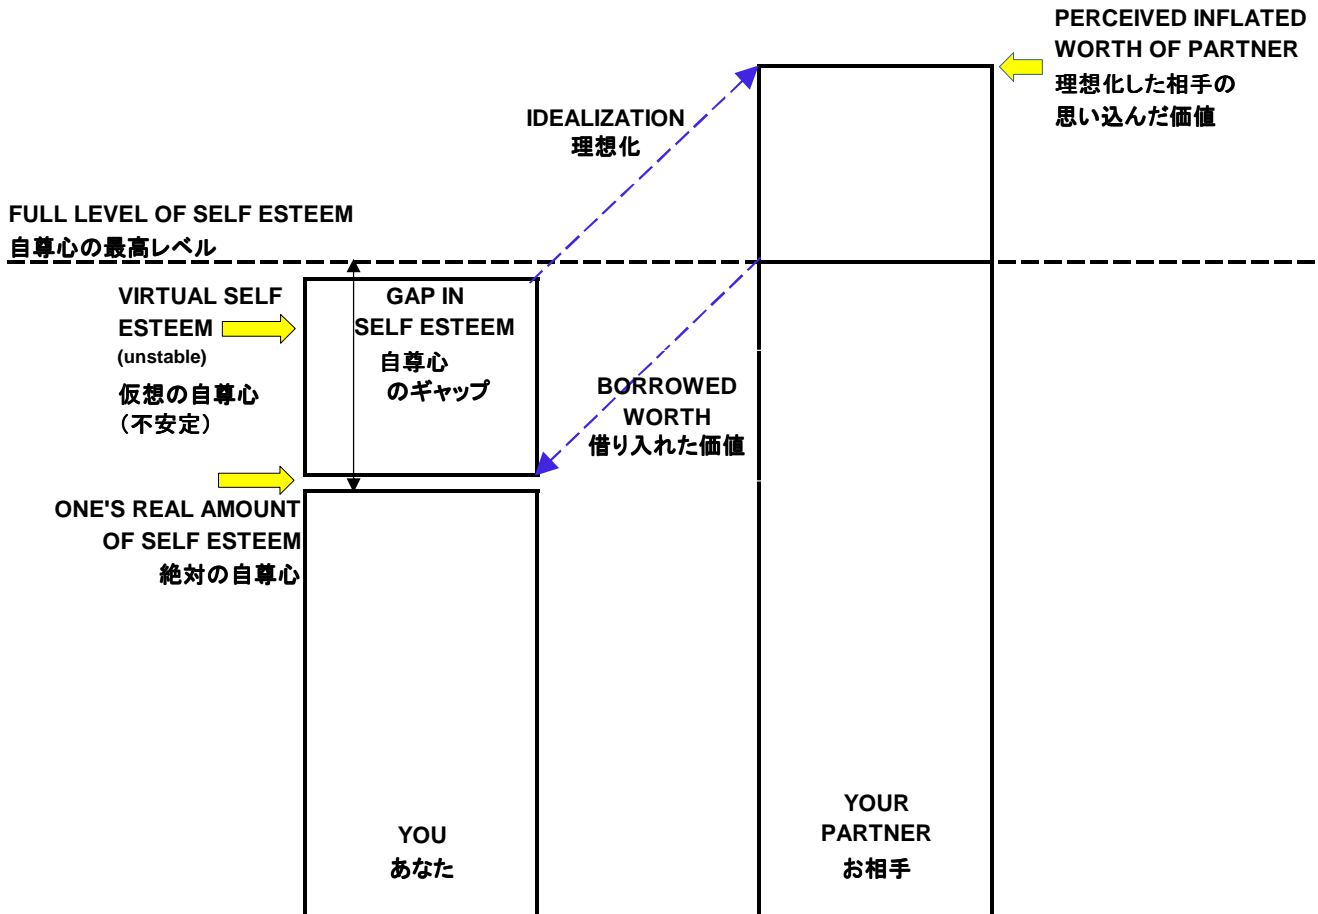 PERCEIVED INFLATED
WORTH OF PARTNER
理想化した相手の
思い込んだ価値
IDEALIZATION
理想化
FULL LEVEL OF SELF ESTEEM
自尊心の最高レベル
VIRTUAL SELF
ESTEEM
(unstable)
仮想の自尊心
（不安定）
GAP IN
SELF ESTEEM
自尊心
のギャップ
BORROWED
WORTH
借り入れた価値
ONE'S REAL AMOUNT
OF SELF ESTEEM
絶対の自尊心
YOU
あなた
YOUR
PARTNER
お相手